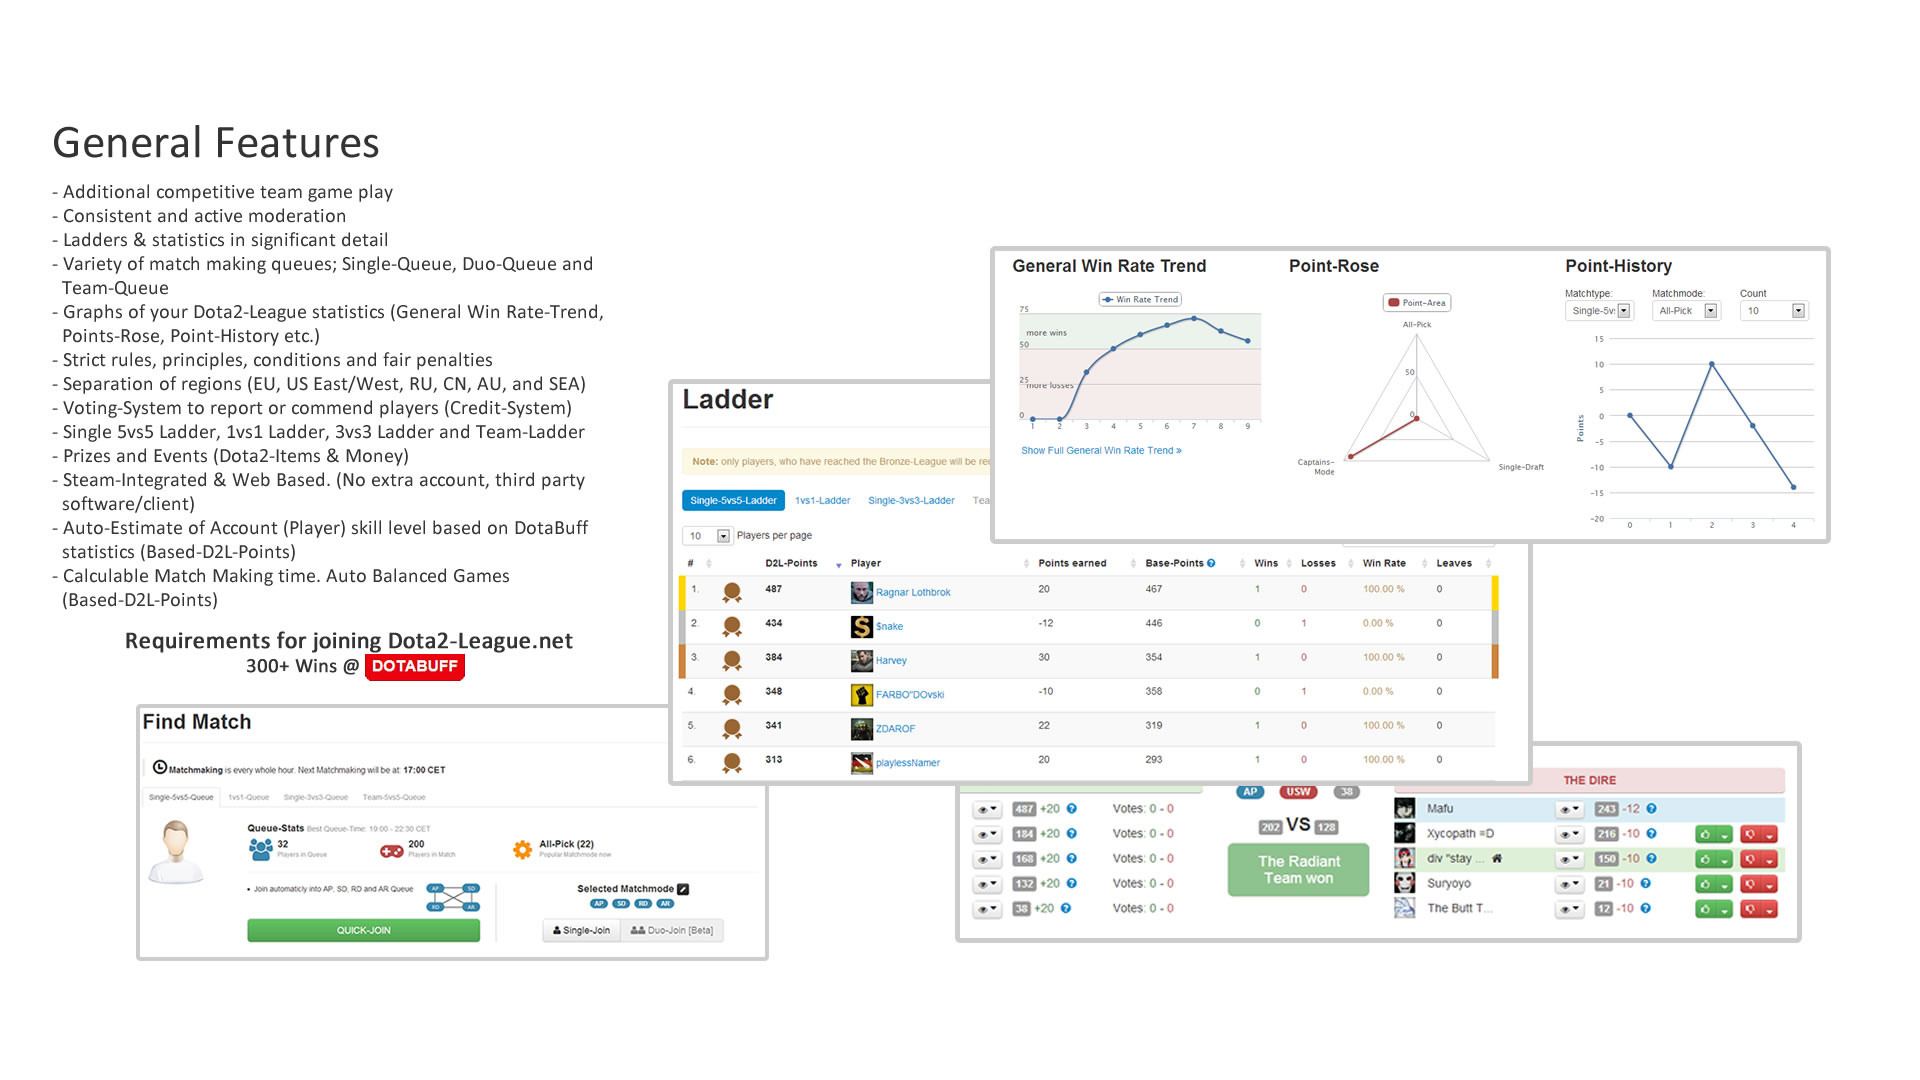 General Features
- Additional competitive team game play
- Consistent and active moderation
- Ladders & statistics in significant detail
- Variety of match making queues; Single-Queue, Duo-Queue and
Team-Queue
- Graphs of your Dota2-League statistics (General Win Rate-Trend,
Points-Rose, Point-History etc.)
- Strict rules, principles, conditions and fair penalties
- Separation of regions (EU, US East/West, RU, CN, AU, and SEA)
- Voting-System to report or commend players (Credit-System)
- Single 5vs5 Ladder, 1vs1 Ladder, 3vs3 Ladder and Team-Ladder
- Prizes and Events (Dota2-Items & Money)
- Steam-Integrated & Web Based. (No extra account, third party
software/client)
- Auto-Estimate of Account (Player) skill level based on DotaBuff
statistics (Based-D2L-Points)
- Calculable Match Making time. Auto Balanced Games
(Based-D2L-Points)
Requirements for joining Dota2-League.net
300+ Wins @ DOTABUFF
Find Match
Matchmaking is every whole hour. Next Matchmaking will be at: 17:00 CET
Single-5vs5-Queue 1vs1-Queue Single-3vs3-Queue Team-5vs5-Queue
Queue-Stats Best Queue-Time: 19:00 - 22:30 CET
32 200 All-Pick (22)
Players in Queue Players in Match Popular Matchmode now
• Join automaticly into AP, SD, RD and AR Queue
AP SD
RD AR
Selected Matchmode
AP SD RD AR
QUICK-JOIN Single-Join Duo-Join [Beta]
Ladder
Note: only players, who have reached the Bronze-League will be
Single-5vs5-Ladder 1vs1-Ladder Single-3vs3-Ladder
10 Players per page
# D2L-Points Player Points earned Base-Points Wins Losses Win Rate Leaves
1. 487 Ragnar Lothbrok 20 467 1 0 100.00 % 0
2. 434 $nake -12 446 0 1 0.00 % 0
3. 384 Harvey 30 354 1 0 100.00 % 0
4. 348 FARBO"DOvski -10 358 0 1 0.00 % 0
5. 341 ZDAROF 22 319 1 0 100.00 % 0
6. 313 playlessNamer 20 293 1 0 100.00 % 0
General Win Rate Trend
Win Rate Trend
75
more wins
50
25
more losses
0
1 2 3 4 5 6 7 8 9
Show Full General Win Rate Trend »
Point-Rose
Point-Area
All-Pick
50
0
Captains-
Mode
Single-Draft
Point-History
Matchtype: Matchmode: Count
Single-5v All-Pick 10
15
10
5
0
-5
-10
-15
-20
Points
0 1 2 3 4
487 +20 Votes: 0 - 0
184 +20 Votes: 0 - 0
168 +20 Votes: 0 - 0
132 +20 Votes: 0 - 0
38 +20 Votes: 0 - 0
AP USW 38
202 VS 128
The Radiant
Team won
THE DIRE
Mafu 243 -12
Xycopath =D 216 -10
div "stay ... 150 -10
Suryoyo 21 -10
The Butt T... 12 -10